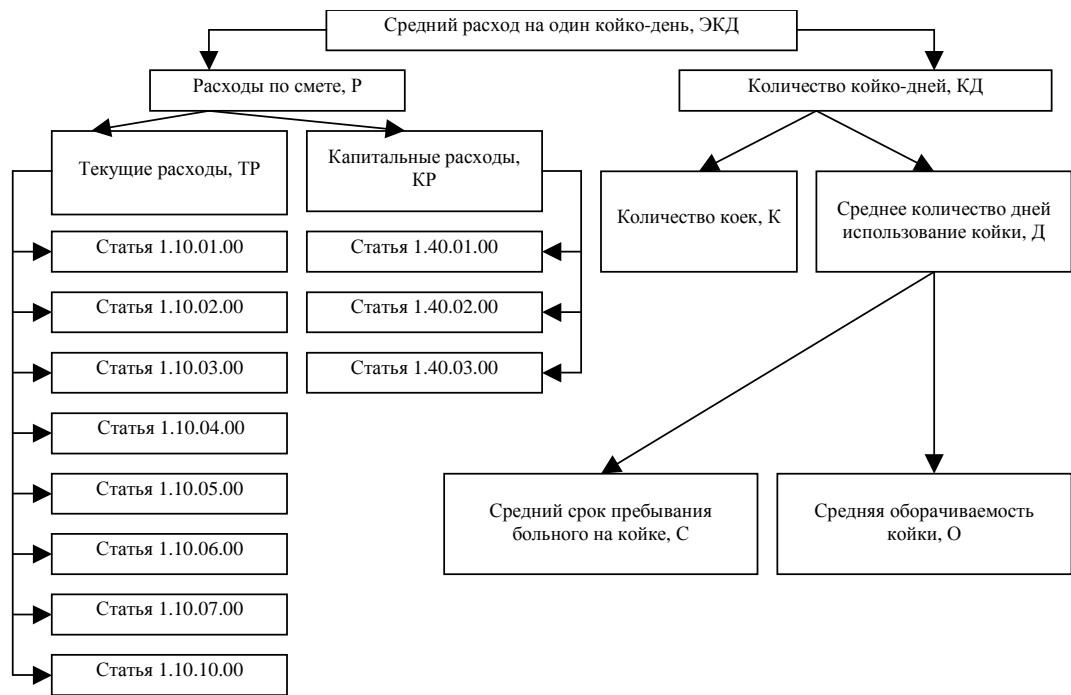 Средний расход на один койко-день, ЭКД
Расходы по смете, Р
Количество койко-дней, КД
Текущие расходы, ТР
Капитальные расходы,
КР
Количество коек, К
Среднее количество дней
использование койки, Д
Статья 1.10.01.00
Статья 1.40.01.00
Статья 1.10.02.00
Статья 1.40.02.00
Статья 1.10.03.00
Статья 1.40.03.00
Статья 1.10.04.00
Статья 1.10.05.00
Статья 1.10.06.00
Статья 1.10.07.00
Статья 1.10.10.00
Средний срок пребывания
больного на койке, С
Средняя оборачиваемость
койки, О